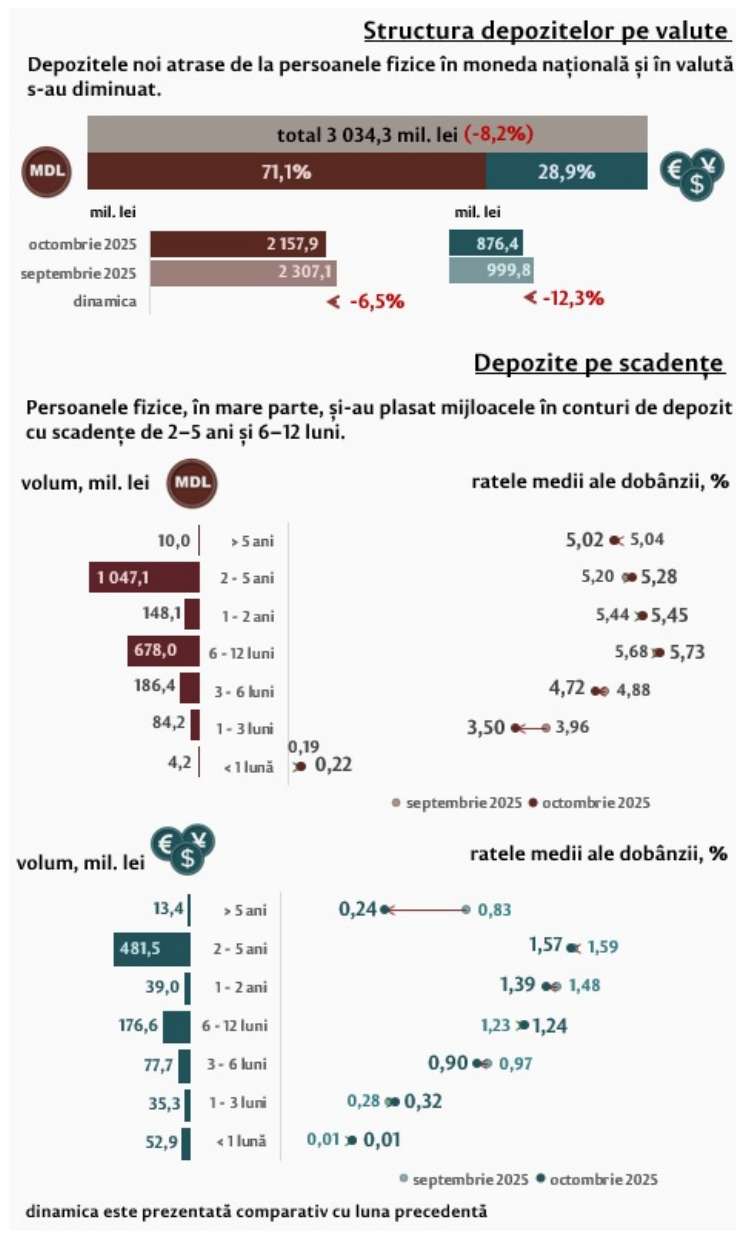 Structura depozitelor pe valute
Depozitele noi atrase de la persoanele fizice în moneda națională și în valută
s-au diminuat.
total 3 034,3 mil. lei (-8,2%)
MDL 71,1% 28,9% € ¥ $
mil. lei mil. lei
octombrie 2025 2 157,9 876,4
septembrie 2025 2 307,1 999,8
dinamica -6,5% -12,3%
Depozite pe scadențe
Persoanele fizice, în mare parte, și-au plasat mijloacele în conturi de depozit
cu scadențe de 2–5 ani și 6–12 luni.
volum, mil. lei MDL ratele medii ale dobânzii, %
10,0 > 5 ani 5,02 5,04
1 047,1 2 - 5 ani 5,20 5,28
148,1 1 - 2 ani 5,44 5,45
678,0 6 - 12 luni 5,68 5,73
186,4 3 - 6 luni 4,72 4,88
84,2 1 - 3 luni 3,50 3,96
4,2 < 1 lună 0,19 0,22
septembrie 2025 octombrie 2025
volum, mil. lei € ¥ $ ratele medii ale dobânzii, %
13,4 > 5 ani 0,24 0,83
481,5 2 - 5 ani 1,57 1,59
39,0 1 - 2 ani 1,39 1,48
176,6 6 - 12 luni 1,23 1,24
77,7 3 - 6 luni 0,90 0,97
35,3 1 - 3 luni 0,28 0,32
52,9 < 1 lună 0,01 0,01
septembrie 2025 octombrie 2025
dinamica este prezentată comparativ cu luna precedentă